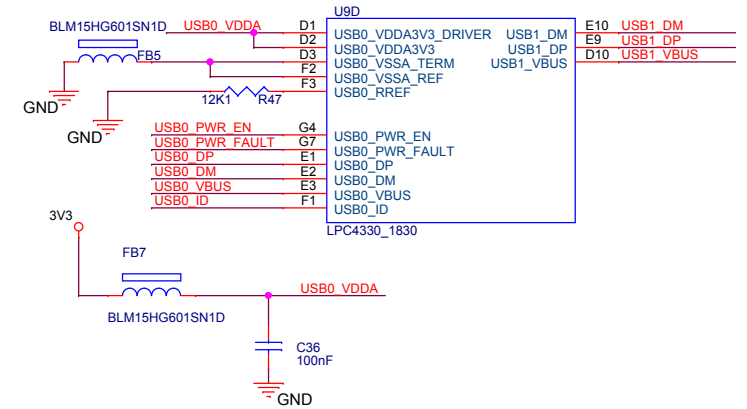 U9D
BLM15HG601SN1D
USB0_VDDA
D1
USB0_VDDA3V3_DRIVER
USB1_DM
E10
USB1_DM
D2
USB0_VDDA3V3
USB1_DP
E9
USB1_DP
FB5
D3
USB0_VSSA_TERM
USB1_VBUS
D10
USB1_VBUS
F2
USB0_VSSA_REF
F3
USB0_RREF
12K1
R47
GND
GND
USB0_PWR_EN
G4
USB0_PWR_EN
USB0_PWR_FAULT
G7
USB0_PWR_FAULT
USB0_DP
E1
USB0_DP
USB0_DM
E2
USB0_DM
USB0_VBUS
E3
USB0_VBUS
USB0_ID
F1
USB0_ID
LPC4330_1830
3V3
FB7
USB0_VDDA
BLM15HG601SN1D
C36
100nF
GND